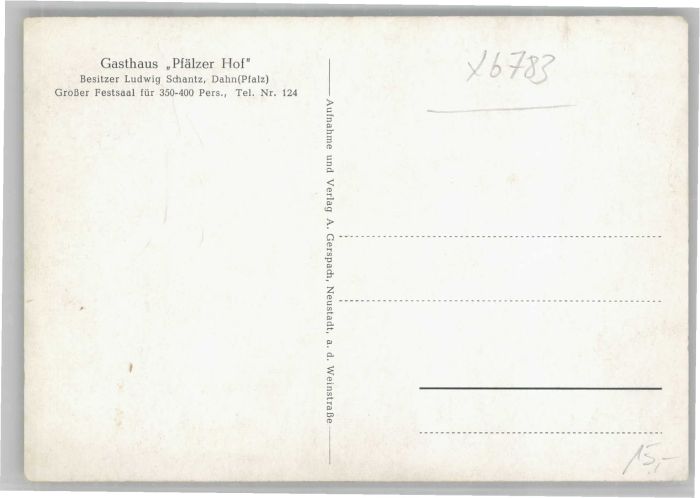 Gasthaus „Pfälzer Hof"
Besitzer Ludwig Schantz, Dahn(Pfalz)
Großer Festsaal für 350-400 Pers., Tel. Nr. 124
Aufnahme und Verlag A. Gerspach, Neustadt, a. d. Weinstraße
Xb783
15,-